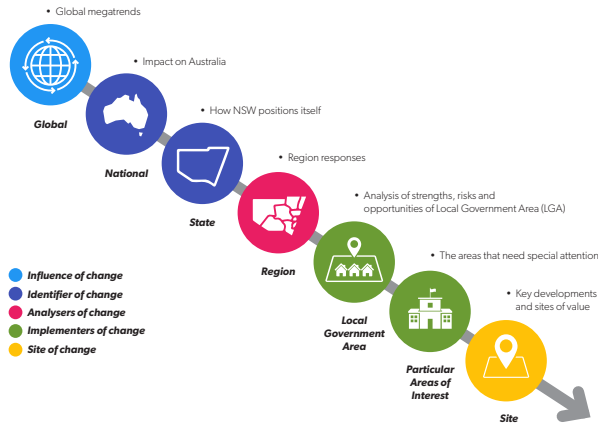 • Global megatrends
Global
• Impact on Australia
National
• How NSW positions itself
State
• Region responses
Region
• Analysis of strengths, risks and
opportunities of Local Government Area (LGA)
Local
Government
Area
• The areas that need special attention
Particular
Areas of
Interest
• Key developments
and sites of value
Site
Influence of change
Identifier of change
Analysers of change
Implementers of change
Site of change